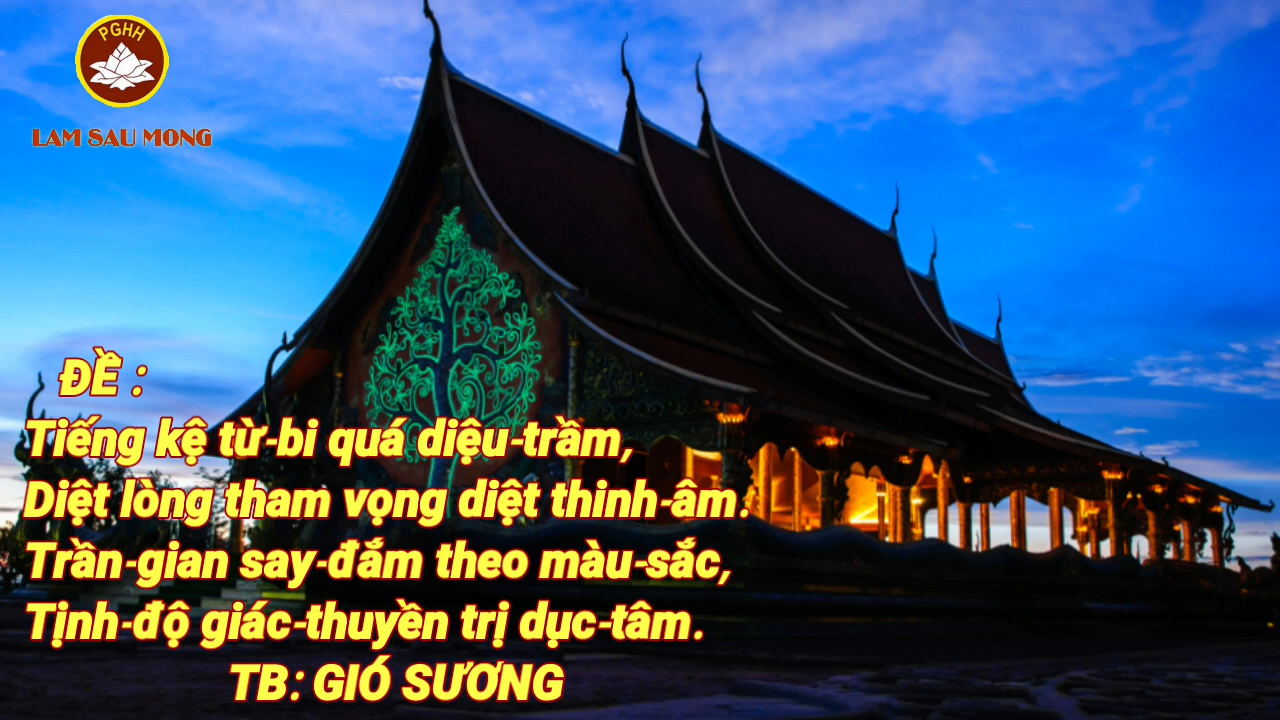 PGHH
LAM SAU MONG
ĐỀ :
Tiếng kệ từ-bi quá diệu-trầm,
Diệt lòng tham vọng diệt thinh-âm.
Trần-gian say-đắm theo màu-sắc,
Tịnh-độ giác-thuyền trị dục-tâm.
TB: GIÓ SƯƠNG